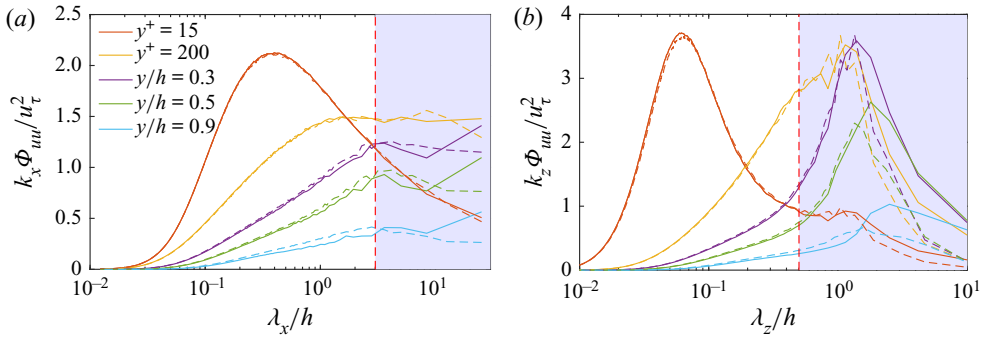 (a)
2.5
2.0
1.5
1.0
0.5
0
k_x Φ_uu/u_τ^2
y^+ = 15
y^+ = 200
y/h = 0.3
y/h = 0.5
y/h = 0.9
10^−2 10^−1 10^0 10^1
λ_x/h
(b)
4
3
2
1
0
k_z Φ_uu/u_τ^2
10^−2 10^−1 10^0 10^1
λ_z/h